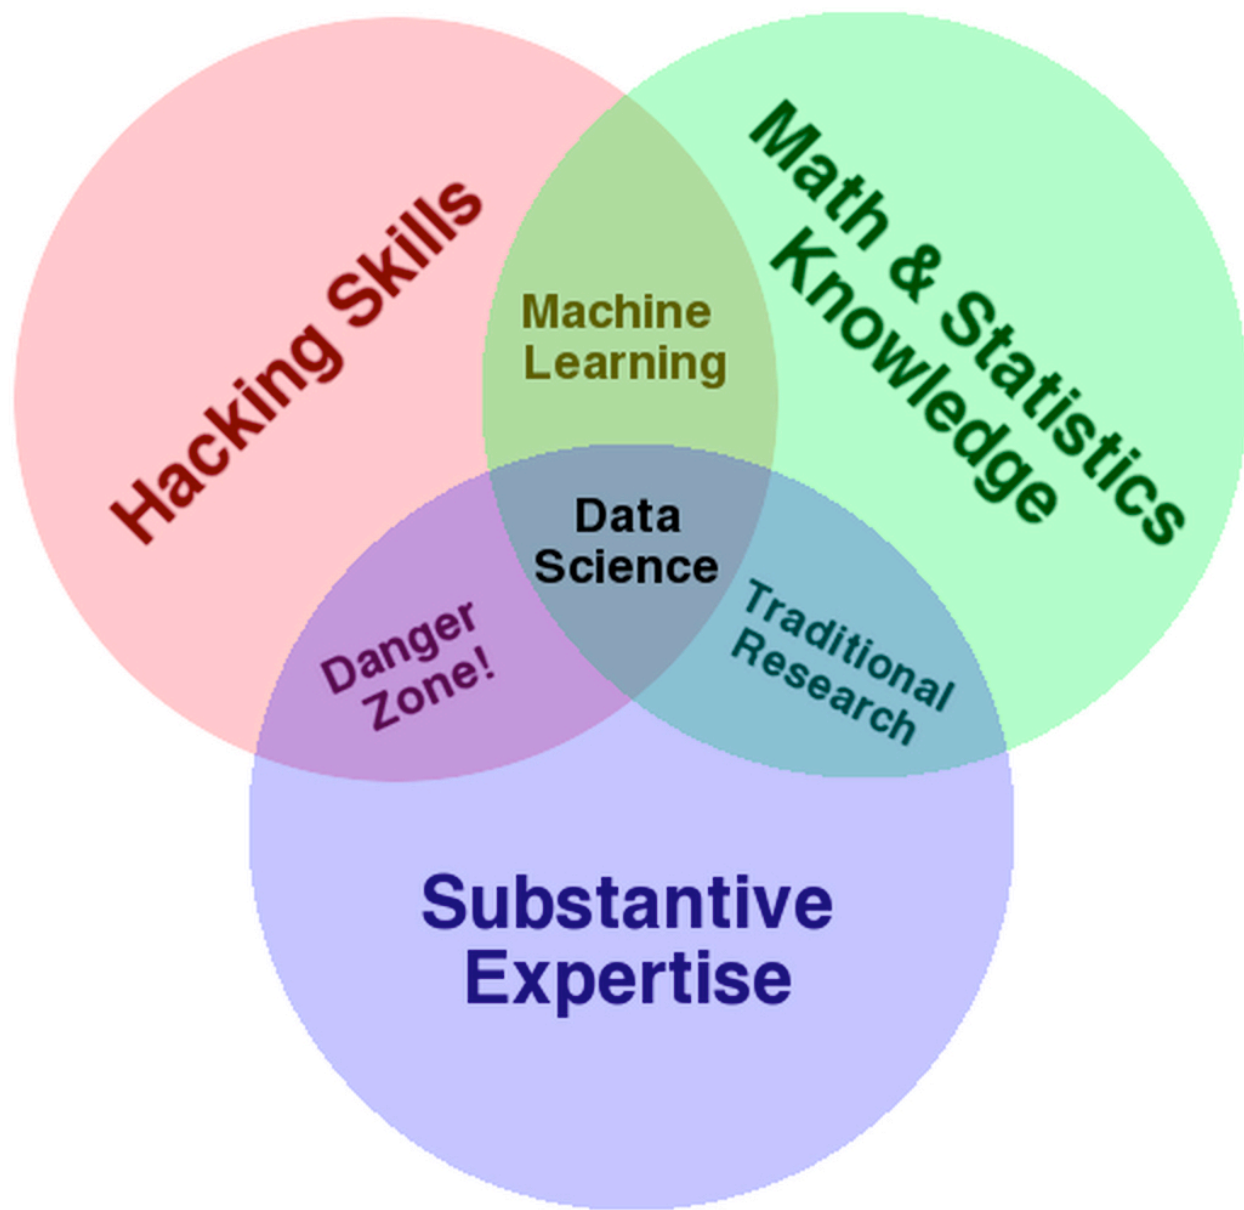 Hacking Skills
Math & Statistics
Knowledge
Machine
Learning
Data
Science
Danger
Zone!
Traditional
Research
Substantive
Expertise